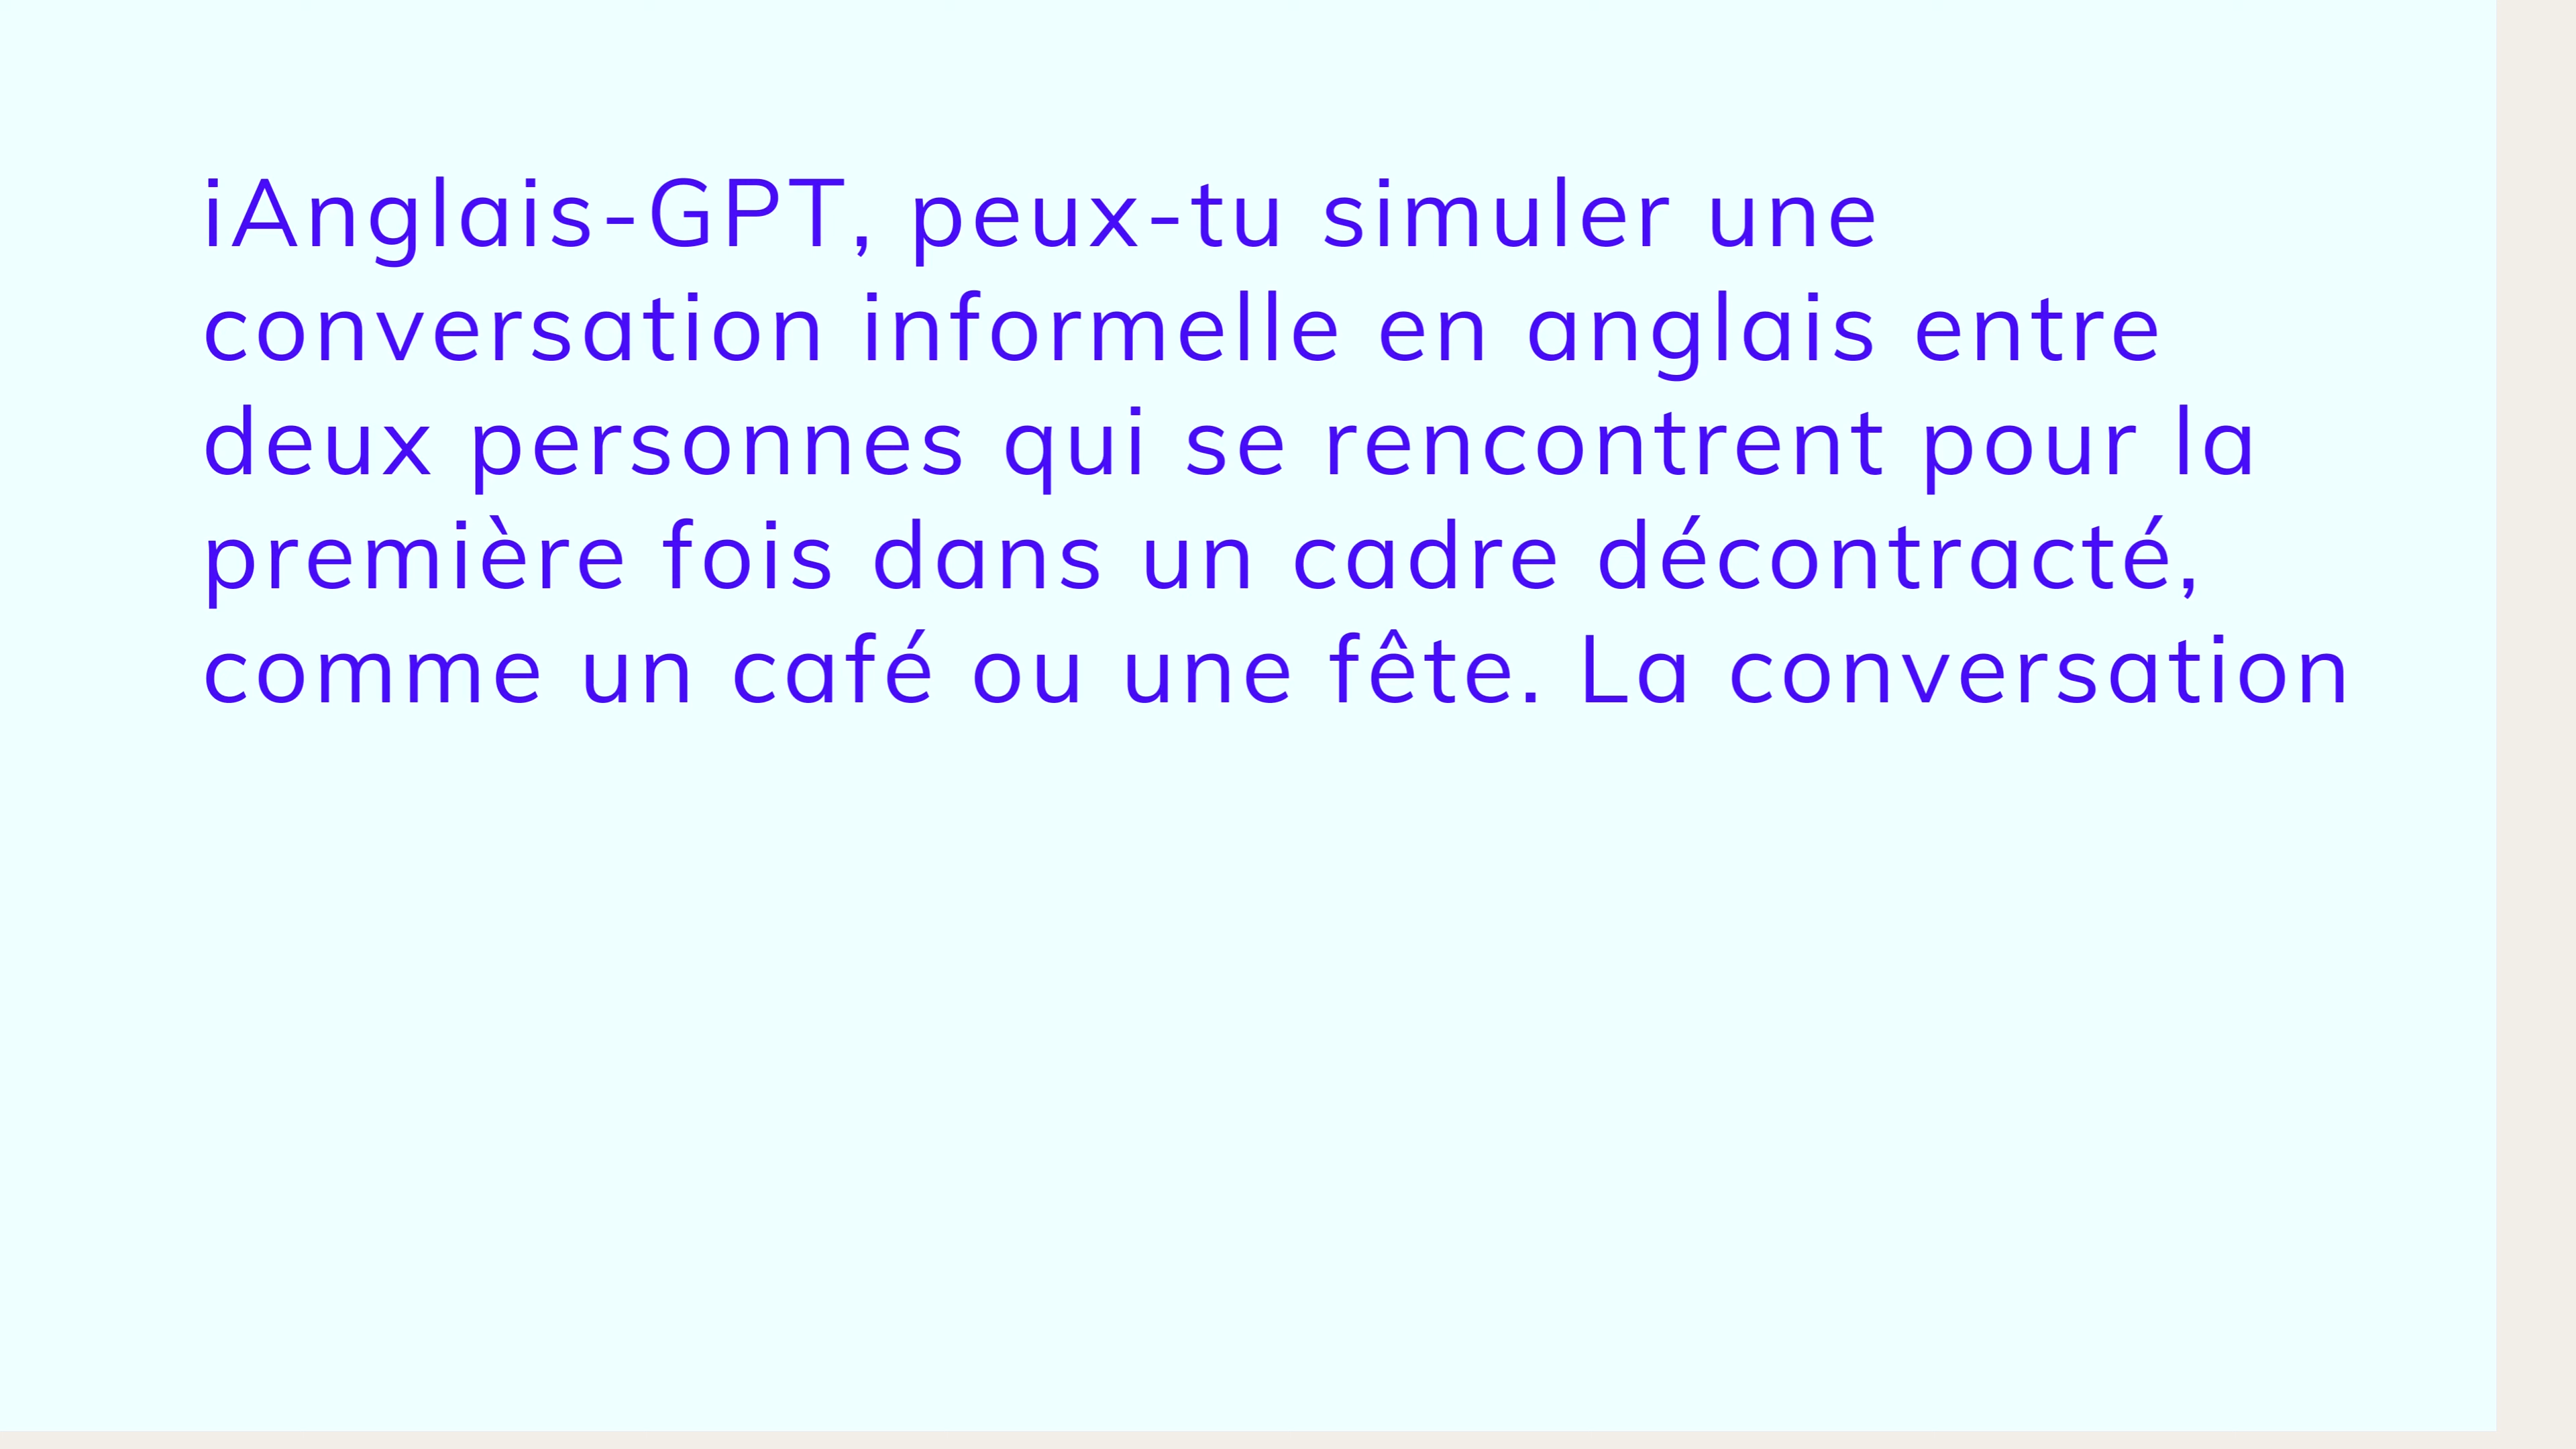 iAnglais-GPT, peux-tu simuler une
conversation informelle en anglais entre
deux personnes qui se rencontrent pour la
première fois dans un cadre décontracté,
comme un café ou une fête. La conversation